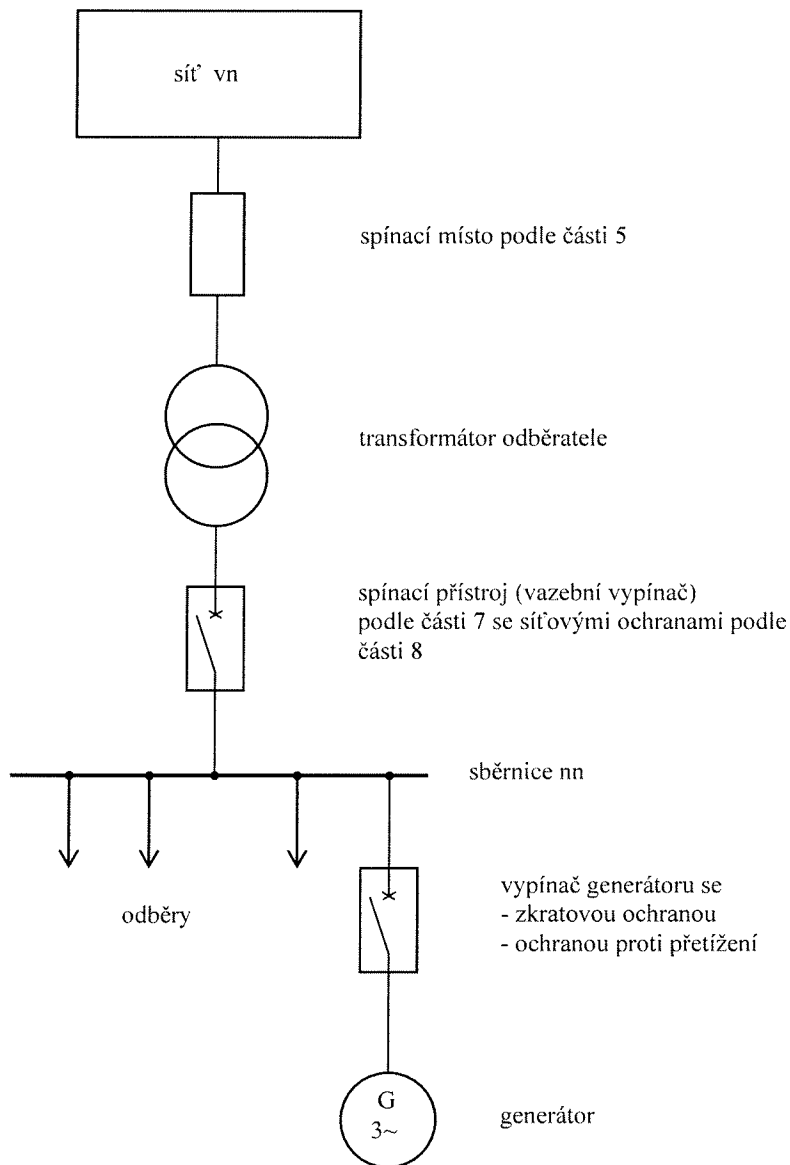 síť vn
spínací místo podle části 5
transformátor odběratele
spínací přístroj (vazební vypínač)
podle části 7 se síťovými ochranami podle
části 8
sběrnice nn
odběry
vypínač generátoru se
- zkratovou ochranou
- ochranou proti přetížení
G
3~
generátor